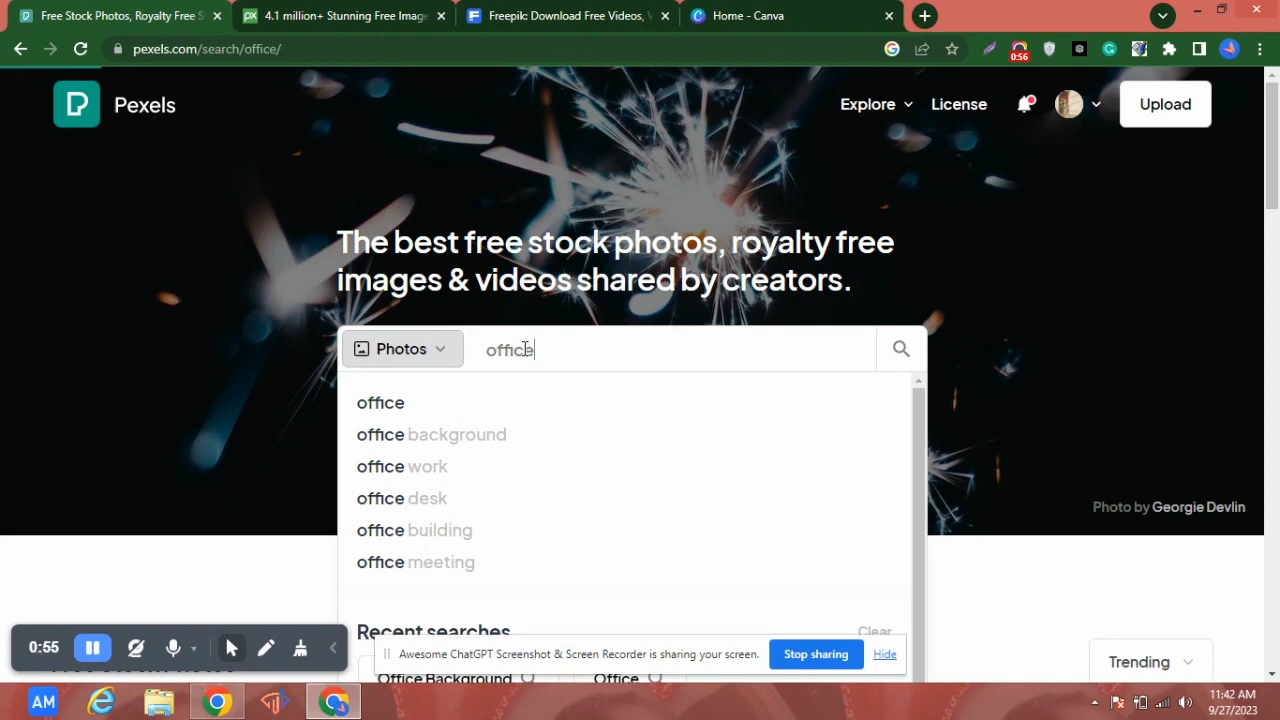 Free Stock Photos, Royalty Free S
4.1 million+ Stunning Free Image
Freepik: Download Free Videos, V
Home - Canva
pexels.com/search/office/
0:56
Pexels
Explore
License
Upload
The best free stock photos, royalty free
images & videos shared by creators.
Photos
office
office
office background
office work
office desk
office building
office meeting
Photo by Georgie Devlin
Recent searches
Clear
Office Background
Office
Trending
0:55
Awesome ChatGPT Screenshot & Screen Recorder is sharing your screen.
Stop sharing
Hide
AM
11:42 AM
9/27/2023